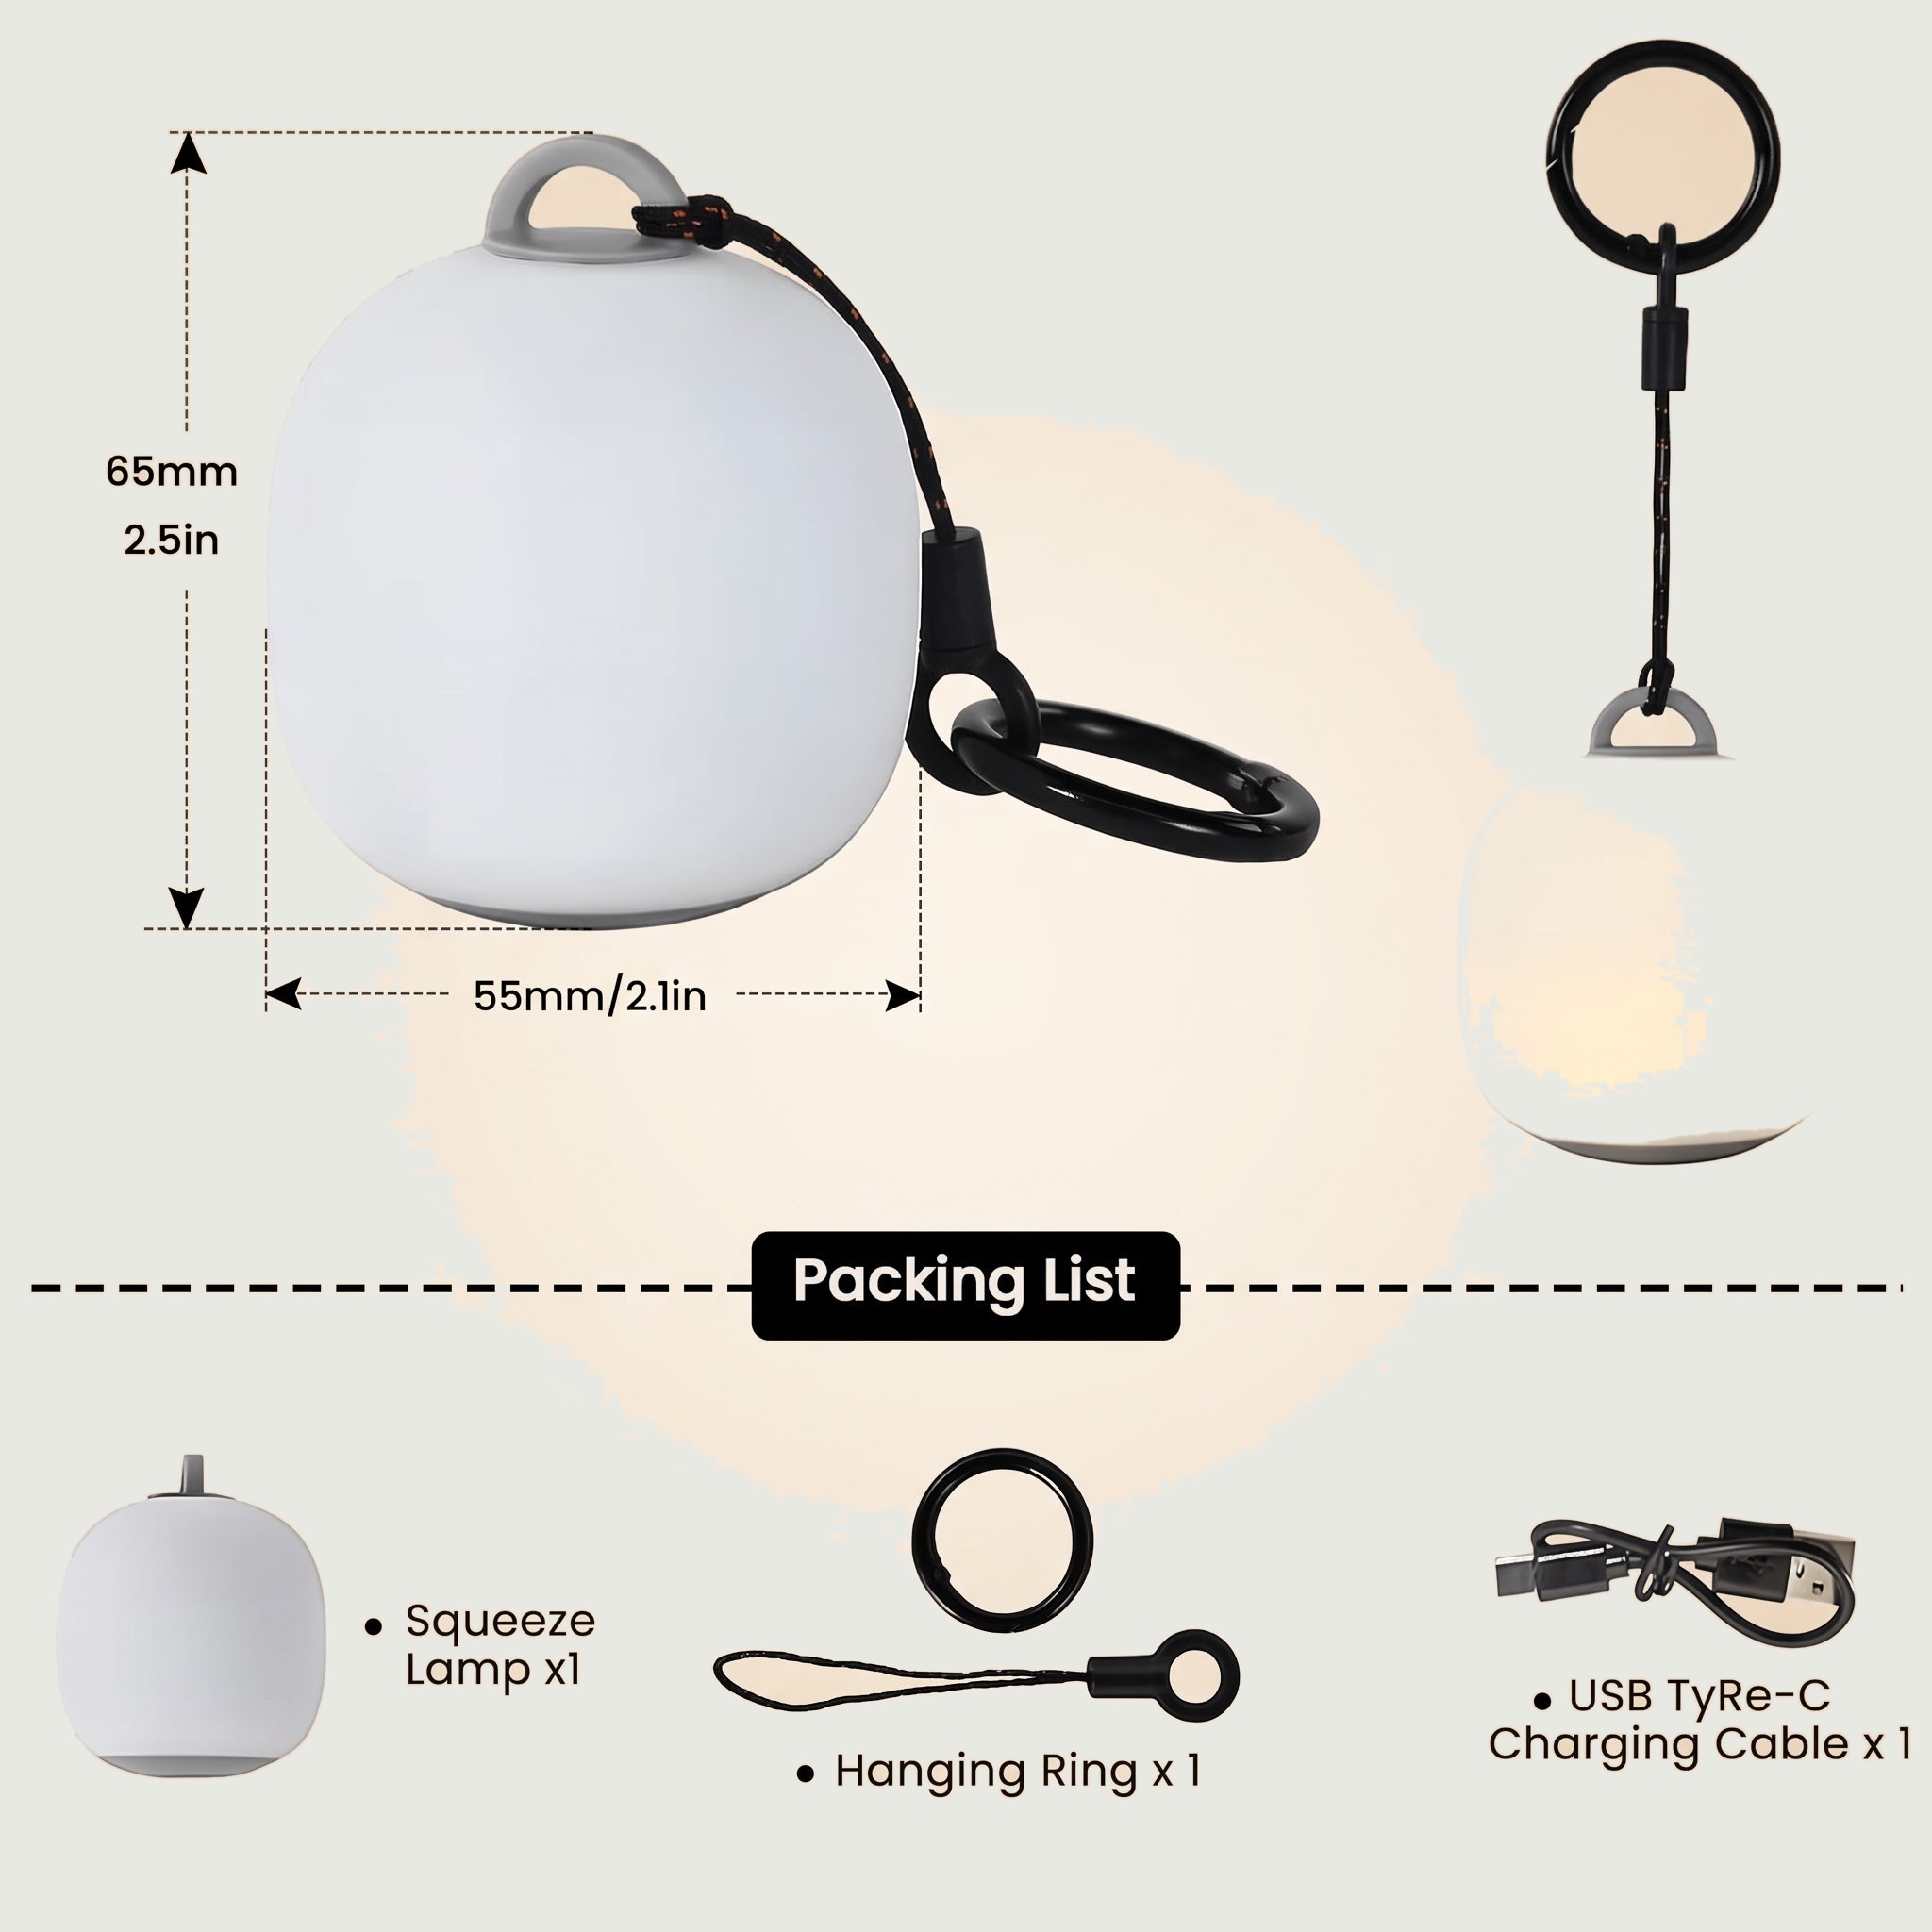 65mm
2.5in
55mm/2.1in
Packing List
• Squeeze
Lamp x1
• Hanging Ring x 1
• USB TyRe-C
Charging Cable x 1